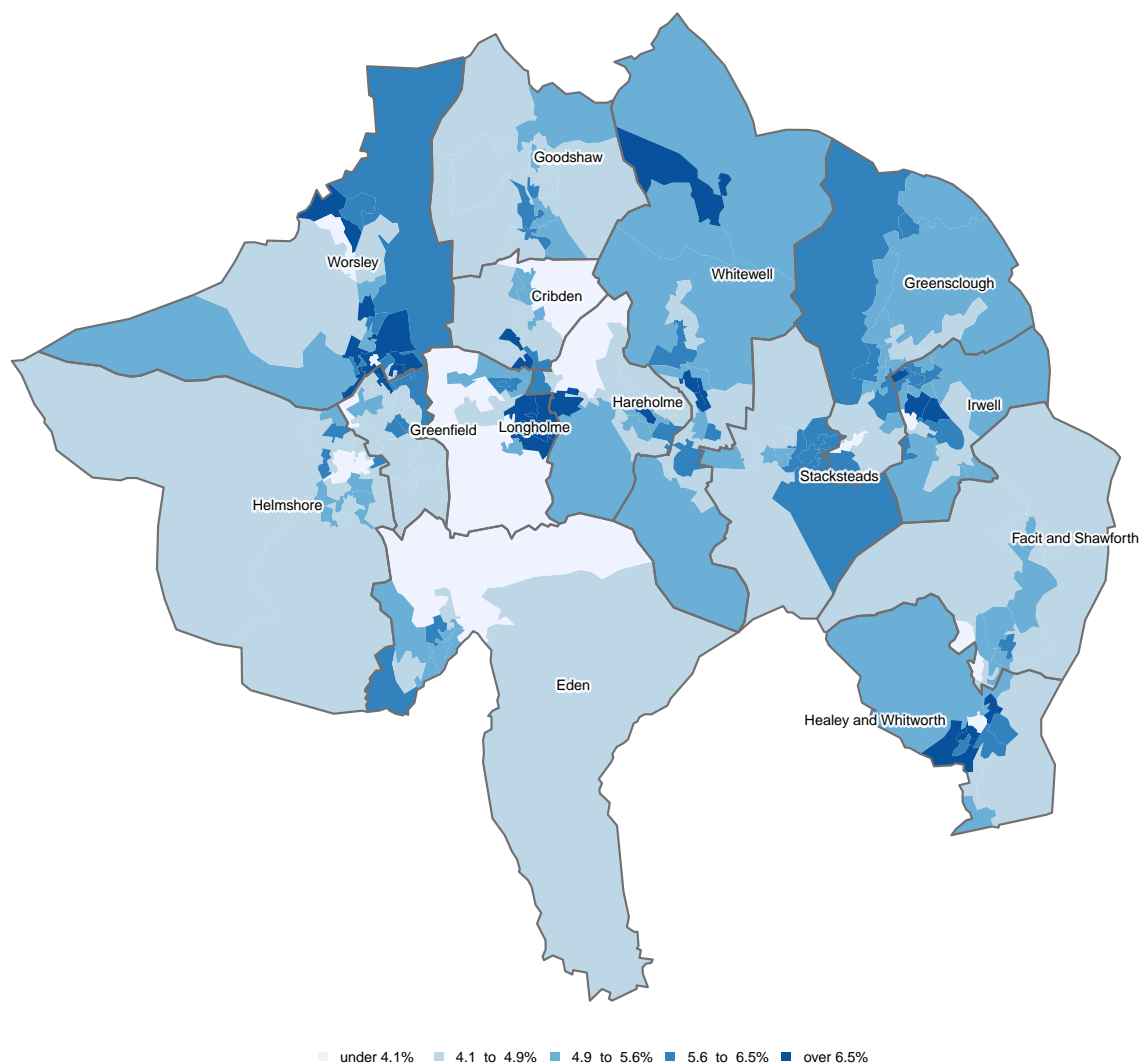 Goodshaw
Worsley
Whitewell
Greensclough
Cribden
Hareholme
Irwell
Greenfield
Longholme
Stacksteads
Helmshore
Facit and Shawforth
Eden
Healey and Whitworth
under 4.1% 4.1 to 4.9% 4.9 to 5.6% 5.6 to 6.5% over 6.5%